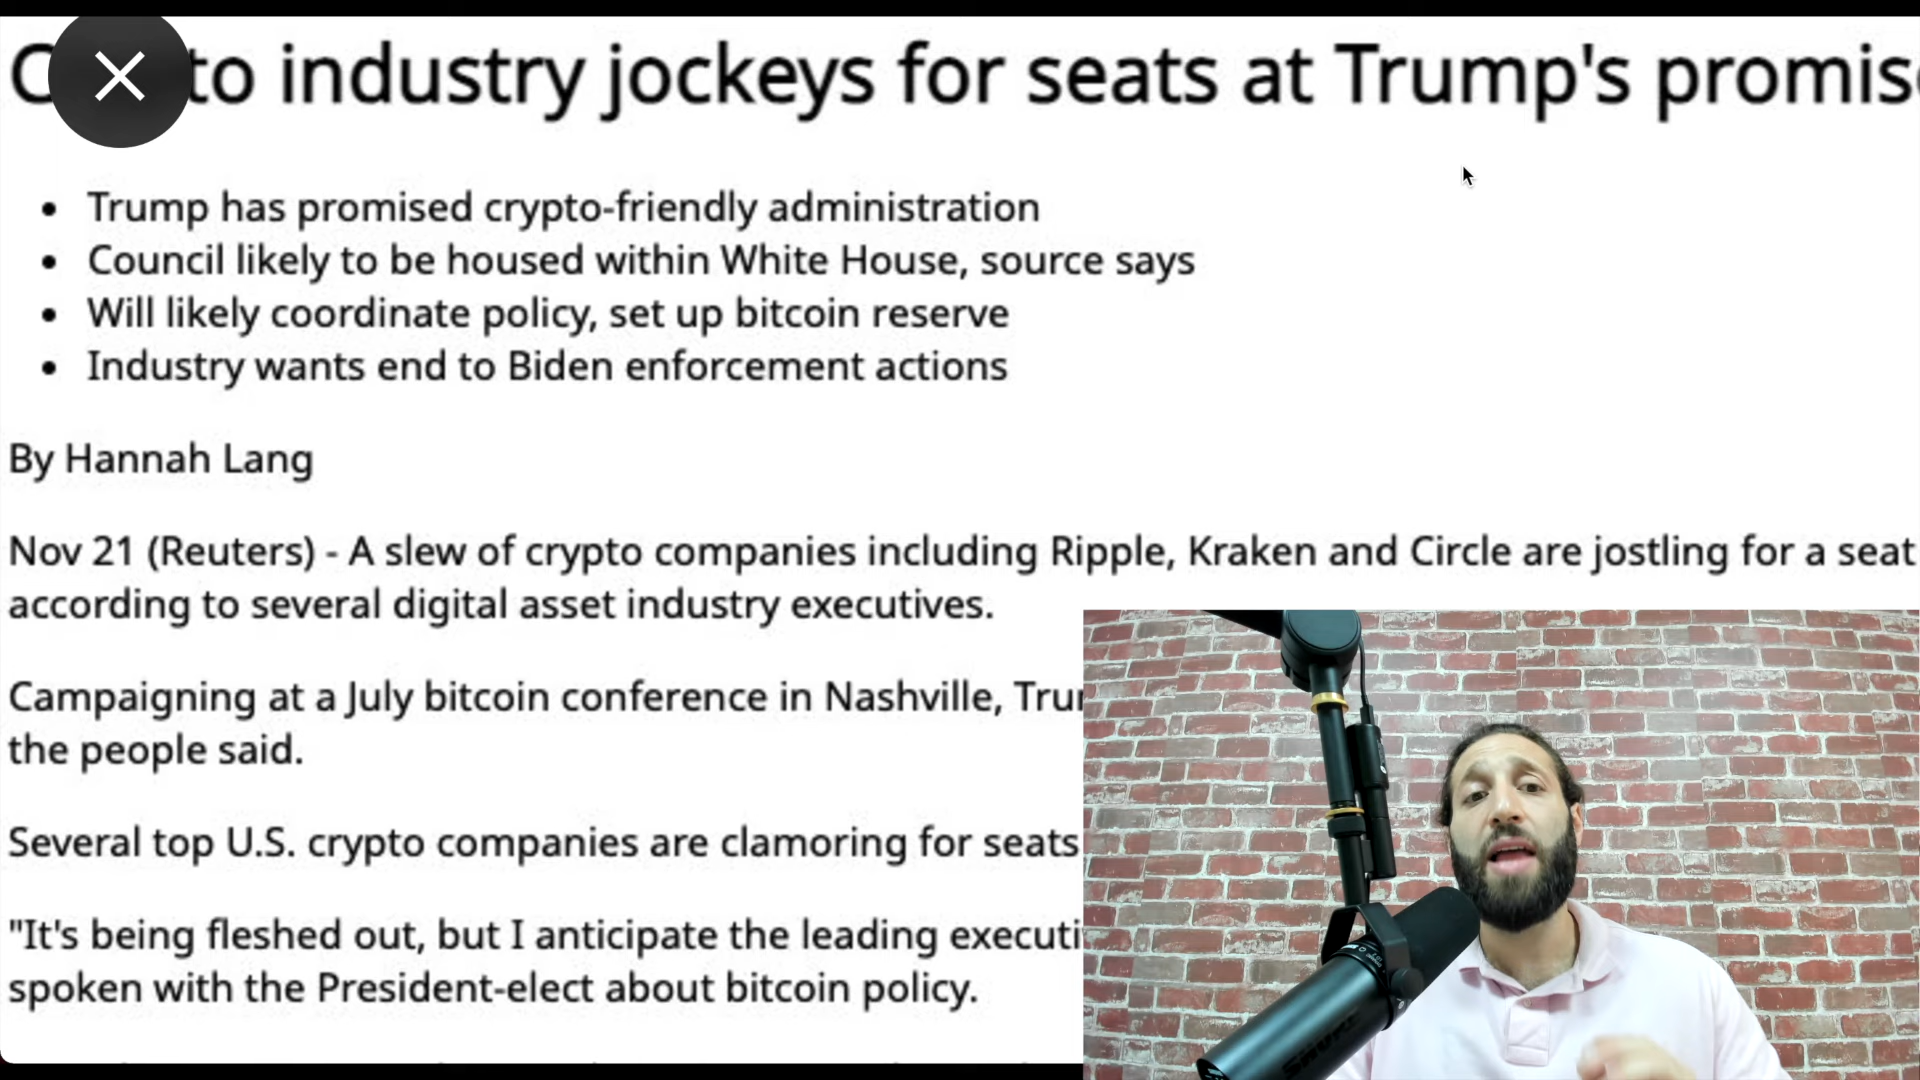 to industry jockeys for seats at Trump's
• Trump has promised crypto-friendly administration
• Council likely to be housed within White House, source says
• Will likely coordinate policy, set up bitcoin reserve
• Industry wants end to Biden enforcement actions
By Hannah Lang
Nov 21 (Reuters) - A slew of crypto companies including Ripple, Kraken and Circle are jostling for a seat
according to several digital asset industry executives.
Campaigning at a July bitcoin conference in Nashville,
the people said.
Several top U.S. crypto companies are clamoring for seats
"It's being fleshed out, but I anticipate the leading
spoken with the President-elect about bitcoin policy.
SHURE